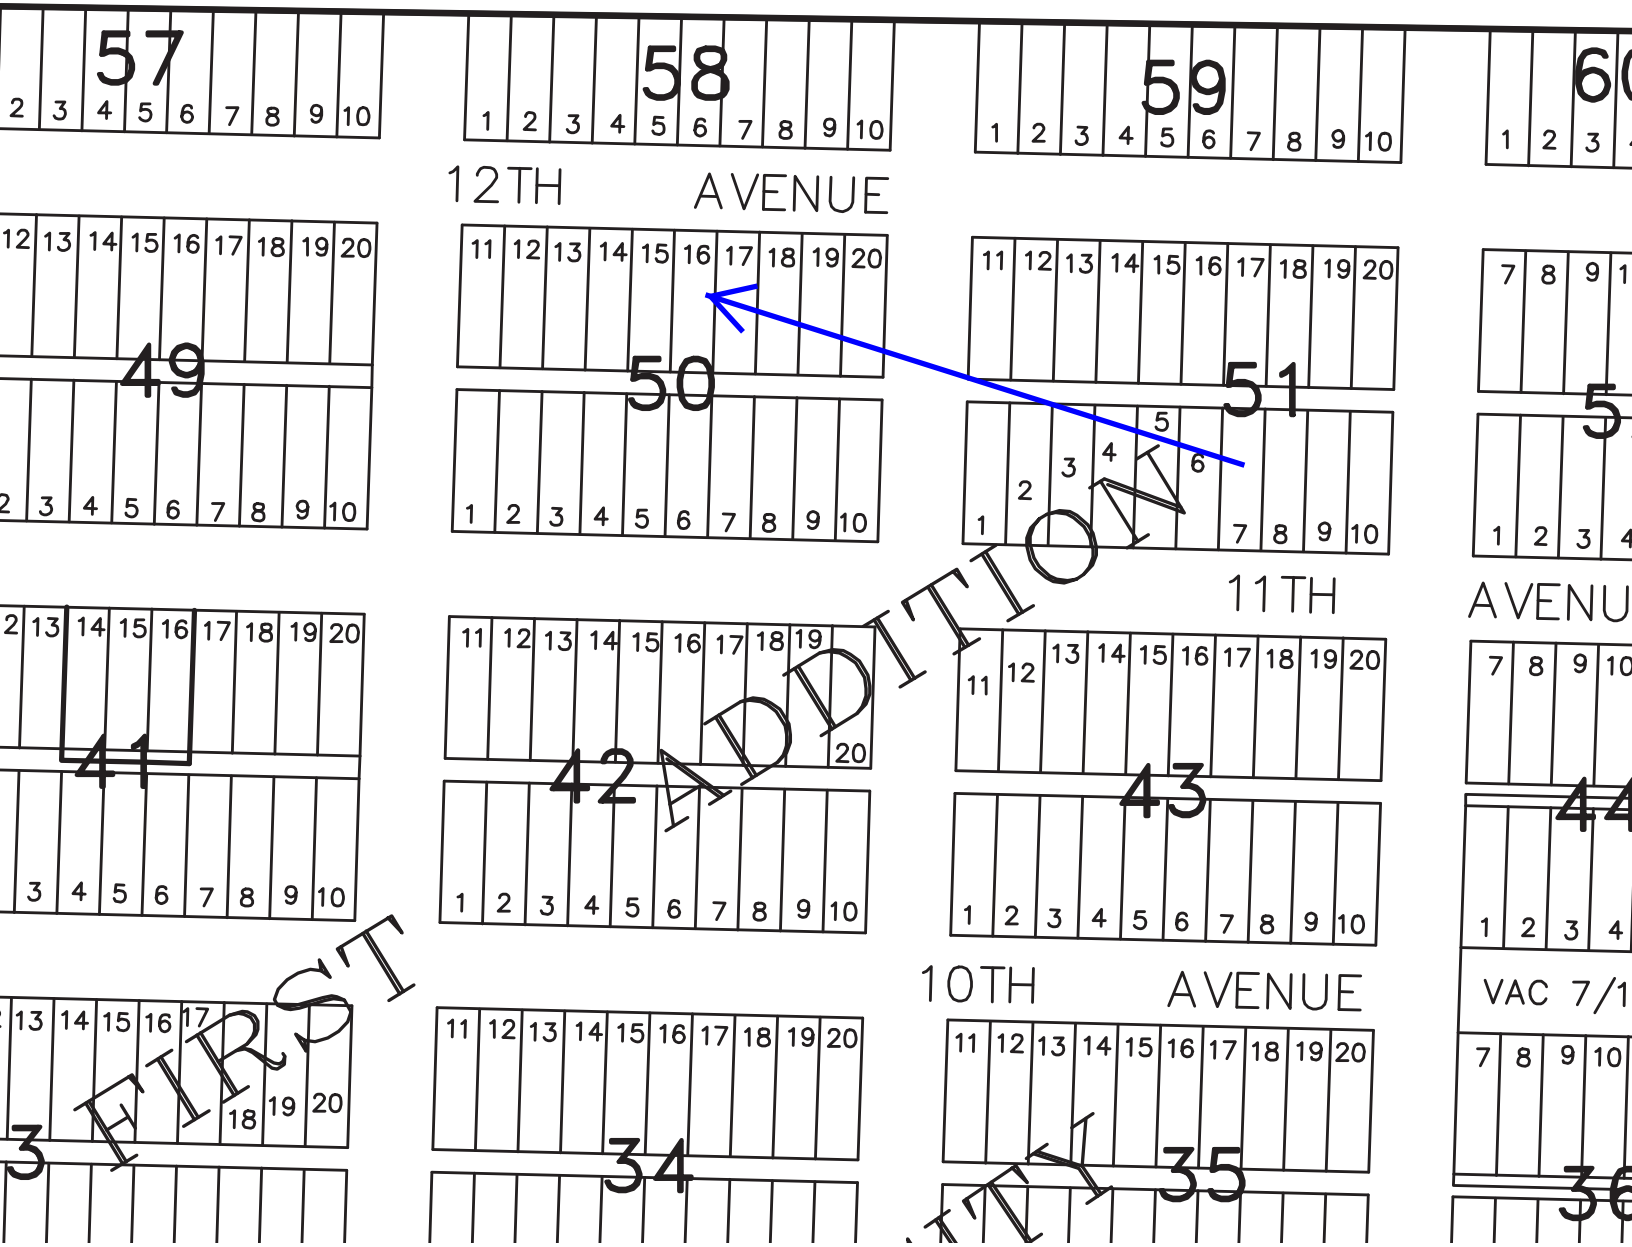 57 58 59
2 3 4 5 6 7 8 9 10
1 2 3 4 5 6 7 8 9 10
1 2 3 4 5 6 7 8 9 10
1 2 3
12TH AVENUE
12 13 14 15 16 17 18 19 20
11 12 13 14 15 16 17 18 19 20
11 12 13 14 15 16 17 18 19 20
7 8 9
49 50 51
2 3 4 5 6 7 8 9 10
1 2 3 4 5 6 7 8 9 10
1 2 3 4 5 6 7 8 9 10
1 2 3 4
11TH
13 14 15 16 17 18 19 20
11 12 13 14 15 16 17 18 19 20
11 12 13 14 15 16 17 18 19 20
7 8 9 10
41 42 43 44
3 4 5 6 7 8 9 10
1 2 3 4 5 6 7 8 9 10
1 2 3 4 5 6 7 8 9 10
1 2 3 4
FIRST ADDITION
10TH AVENUE
VAC 7/1
13 14 15 16 17 18 19 20
11 12 13 14 15 16 17 18 19 20
11 12 13 14 15 16 17 18 19 20
7 8 9 10
34 35